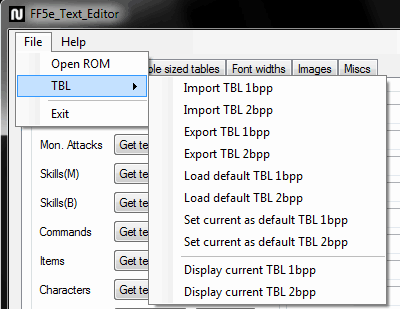 FF5e_Text_Editor
File Help
Open ROM
TBL
Exit
ble sized tables Font widths Images Miscs
Import TBL 1bpp
Import TBL 2bpp
Export TBL 1bpp
Export TBL 2bpp
Load default TBL 1bpp
Load default TBL 2bpp
Set current as default TBL 1bpp
Set current as default TBL 2bpp
Display current TBL 1bpp
Display current TBL 2bpp
Mon. Attacks Get te
Skills(M) Get te
Skills(B) Get te
Commands Get te
Items Get te
Characters Get te